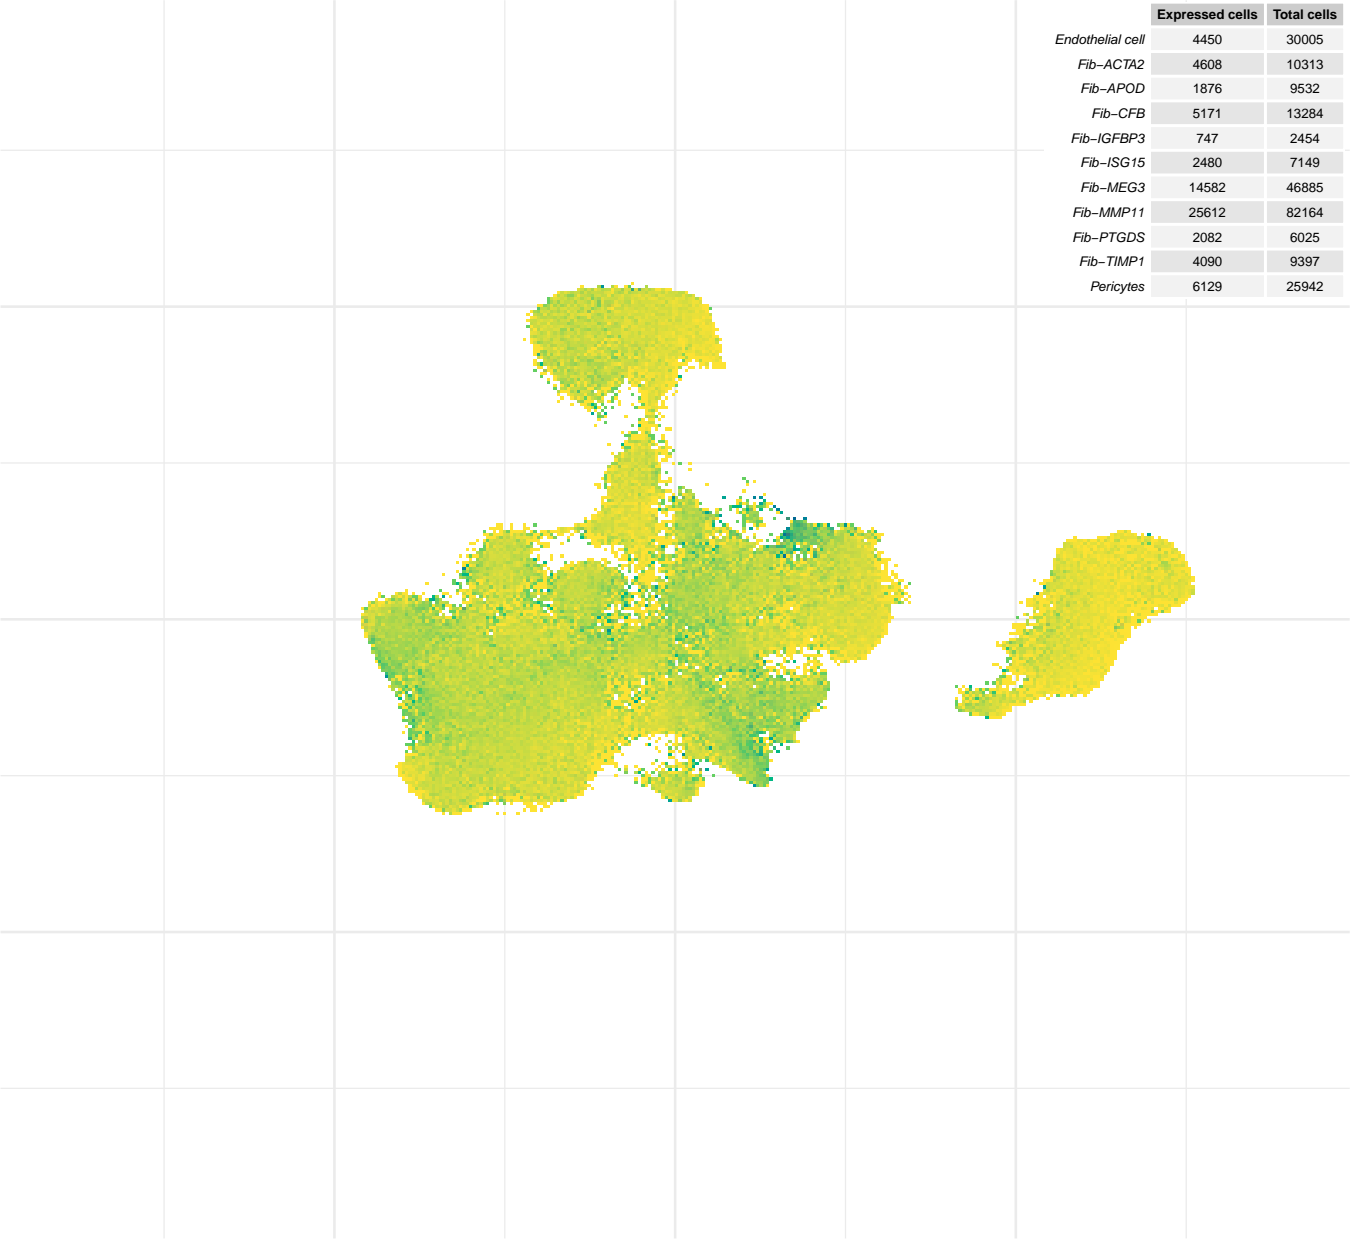 Expressed cells Total cells
Endothelial cell 4450 30005
Fib−ACTA2 4608 10313
Fib−APOD 1876 9532
Fib−CFB 5171 13284
Fib−IGFBP3 747 2454
Fib−ISG15 2480 7149
Fib−MEG3 14582 46885
Fib−MMP11 25612 82164
Fib−PTGDS 2082 6025
Fib−TIMP1 4090 9397
Pericytes 6129 25942